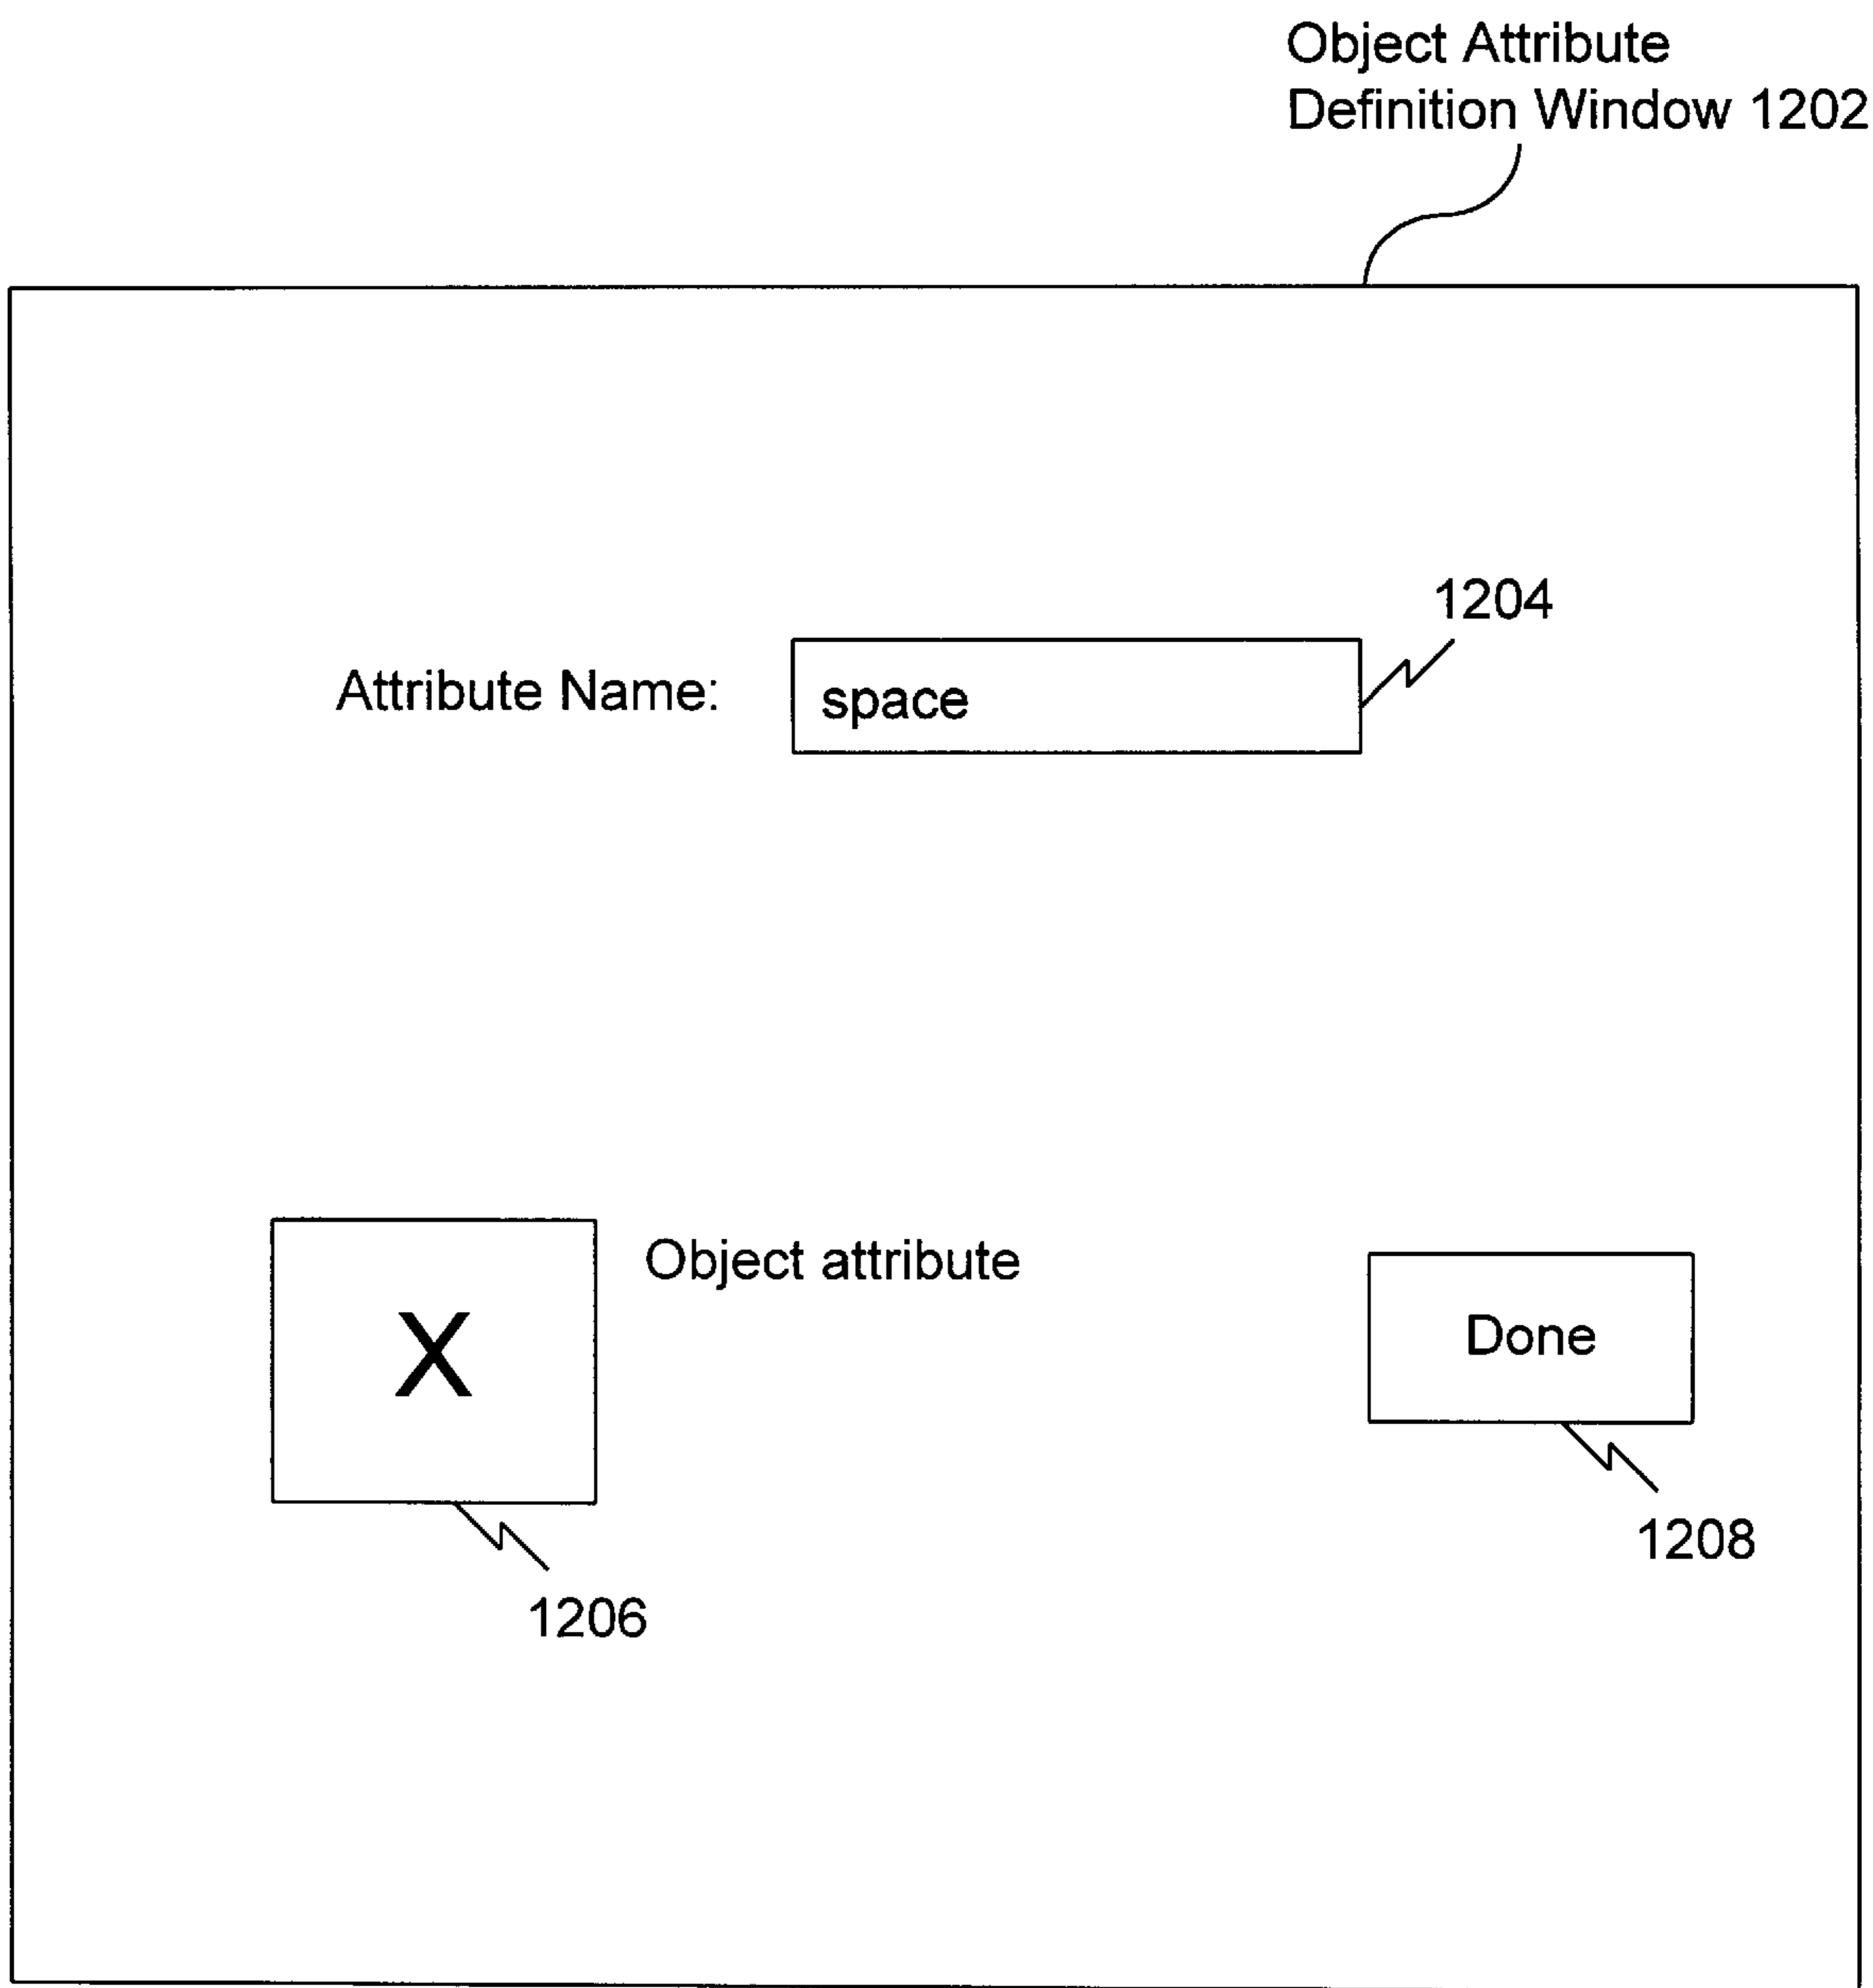 Object Attribute
Definition Window 1202
1204
Attribute Name:
space
Object attribute
X
Done
1208
1206